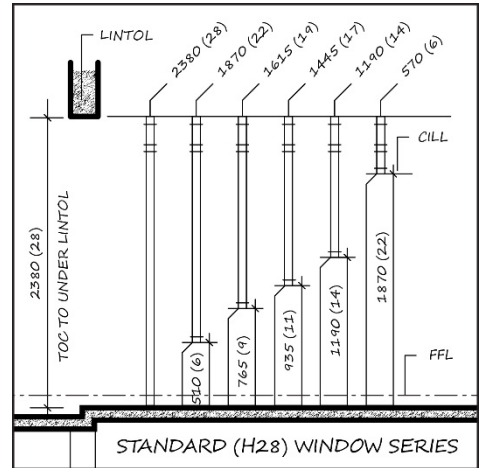 LINTOL
2380 (28)
1870 (22)
1615 (19)
1445 (17)
1190 (14)
570 (6)
CILL
2380 (28)
TOC TO UNDER LINTOL
510 (6)
765 (9)
935 (11)
1190 (14)
1870 (22)
FFL
STANDARD (H28) WINDOW SERIES